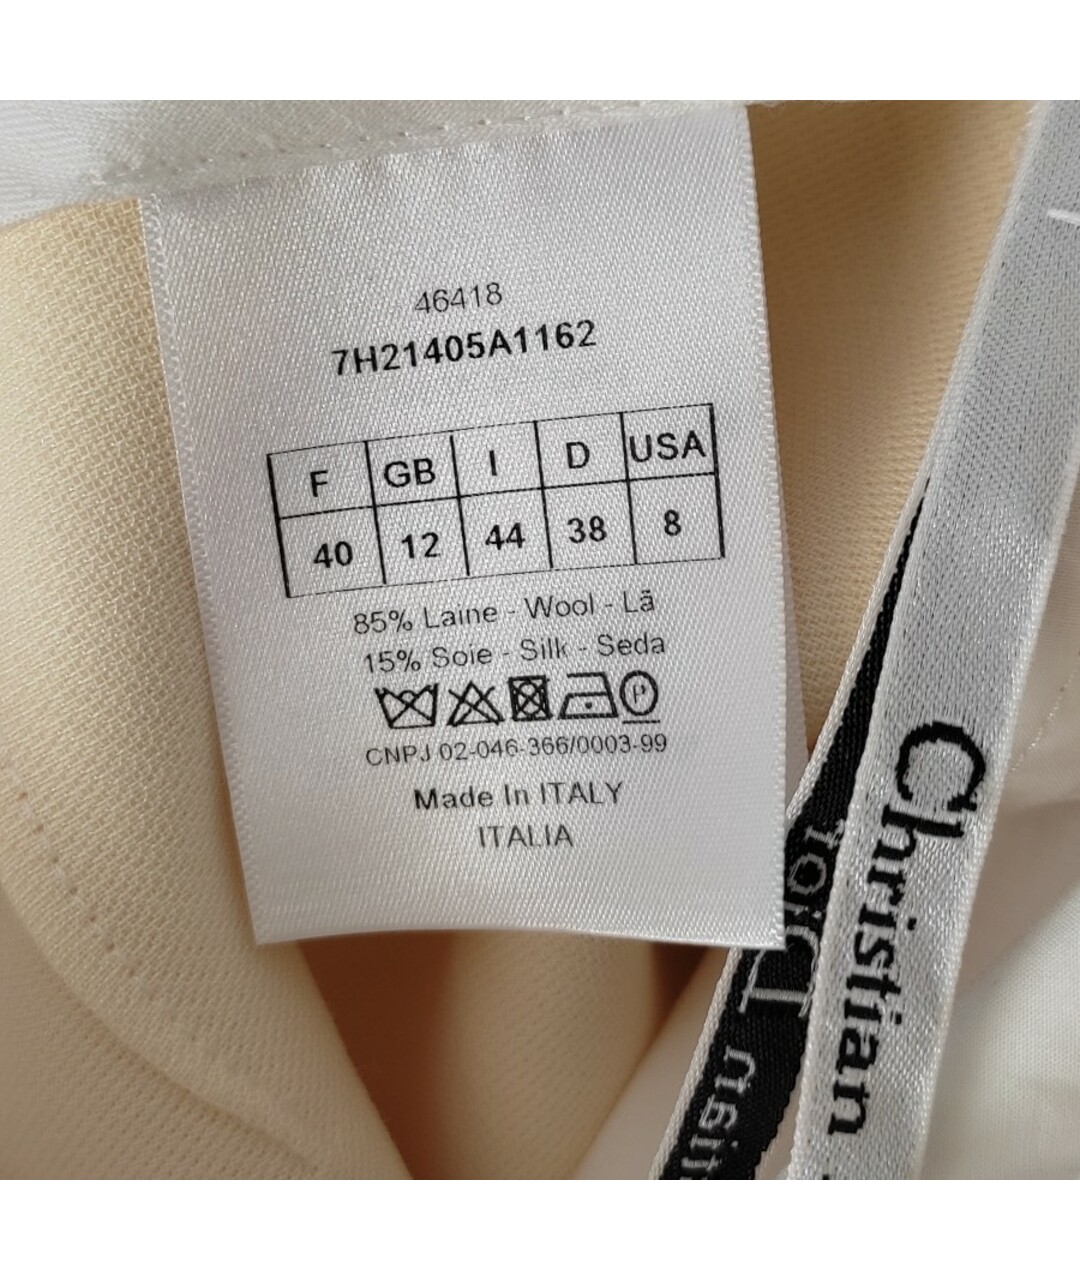 46418
7H21405A1162
F GB I D USA
40 12 44 38 8
85% Laine - Wool - Lã
15% Soie - Silk - Seda
P
CNPJ 02-046-366/0003-99
Made In ITALY
ITALIA
Christian
Dior